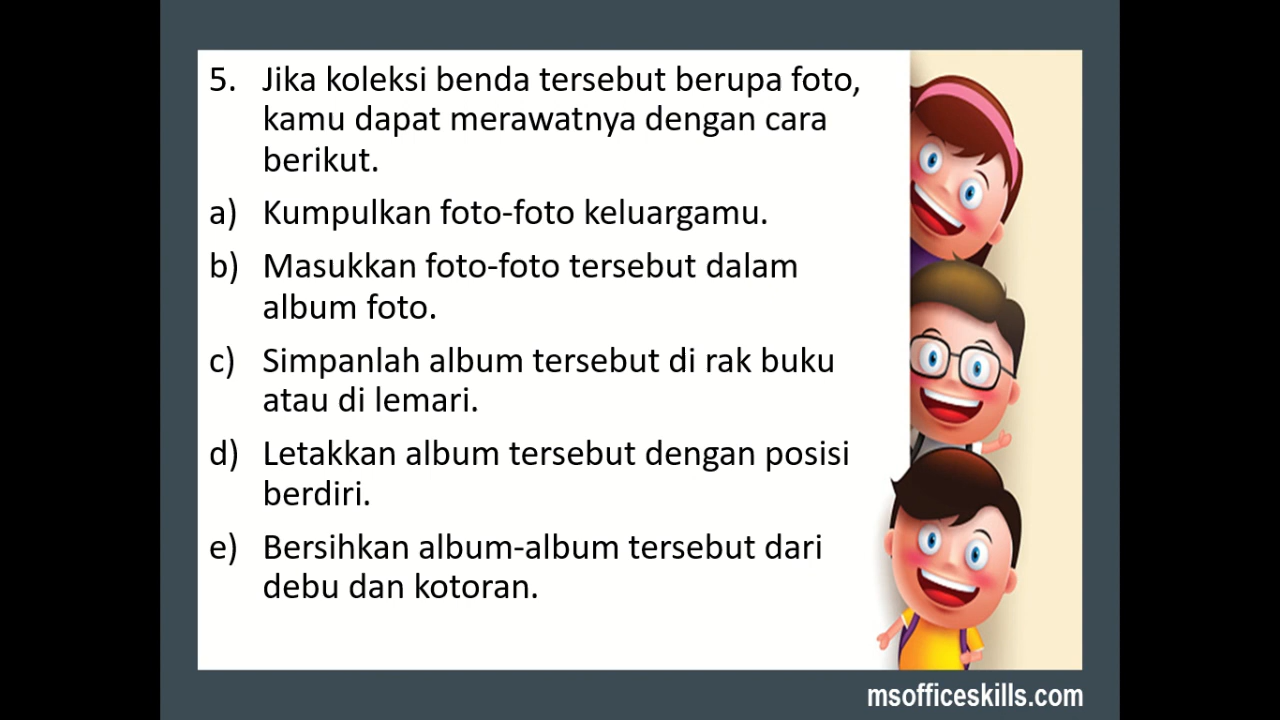 5. Jika koleksi benda tersebut berupa foto,
kamu dapat merawatnya dengan cara
berikut.
a) Kumpulkan foto-foto keluargamu.
b) Masukkan foto-foto tersebut dalam
album foto.
c) Simpanlah album tersebut di rak buku
atau di lemari.
d) Letakkan album tersebut dengan posisi
berdiri.
e) Bersihkan album-album tersebut dari
debu dan kotoran.
msofficeskills.com